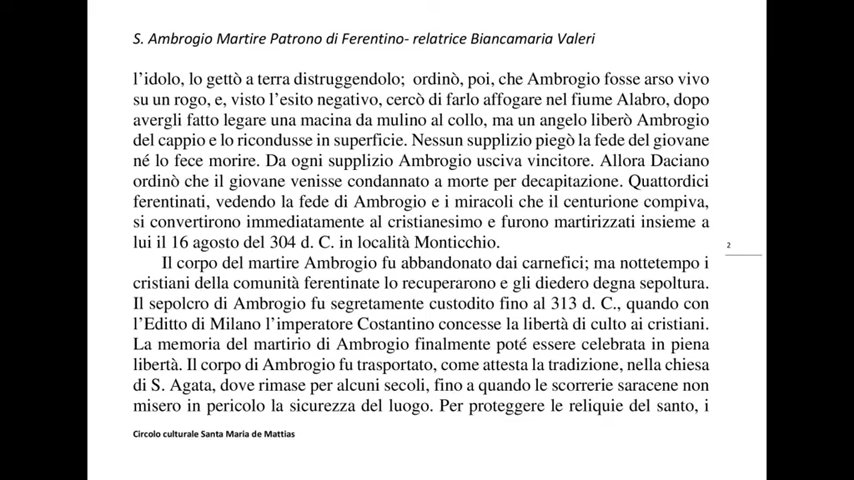 S. Ambrogio Martire Patrono di Ferentino- relatrice Biancamaria Valeri
l'idolo, lo gettò a terra distruggendolo; ordinò, poi, che Ambrogio fosse arso vivo
su un rogo, e, visto l'esito negativo, cercò di farlo affogare nel fiume Alabro, dopo
avergli fatto legare una macina da mulino al collo, ma un angelo liberò Ambrogio
del cappio e lo ricondusse in superficie. Nessun supplizio piegò la fede del giovane
né lo fece morire. Da ogni supplizio Ambrogio usciva vincitore. Allora Daciano
ordinò che il giovane venisse condannato a morte per decapitazione. Quattordici
ferentinati, vedendo la fede di Ambrogio e i miracoli che il centurione compiva,
si convertirono immediatamente al cristianesimo e furono martirizzati insieme a
lui il 16 agosto del 304 d. C. in località Monticchio.
2
Il corpo del martire Ambrogio fu abbandonato dai carnefici; ma nottetempo i
cristiani della comunità ferentinate lo recuperarono e gli diedero degna sepoltura.
Il sepolcro di Ambrogio fu segretamente custodito fino al 313 d. C., quando con
l'Editto di Milano l'imperatore Costantino concesse la libertà di culto ai cristiani.
La memoria del martirio di Ambrogio finalmente poté essere celebrata in piena
libertà. Il corpo di Ambrogio fu trasportato, come attesta la tradizione, nella chiesa
di S. Agata, dove rimase per alcuni secoli, fino a quando le scorrerie saracene non
misero in pericolo la sicurezza del luogo. Per proteggere le reliquie del santo, i
Circolo culturale Santa Maria de Mattias